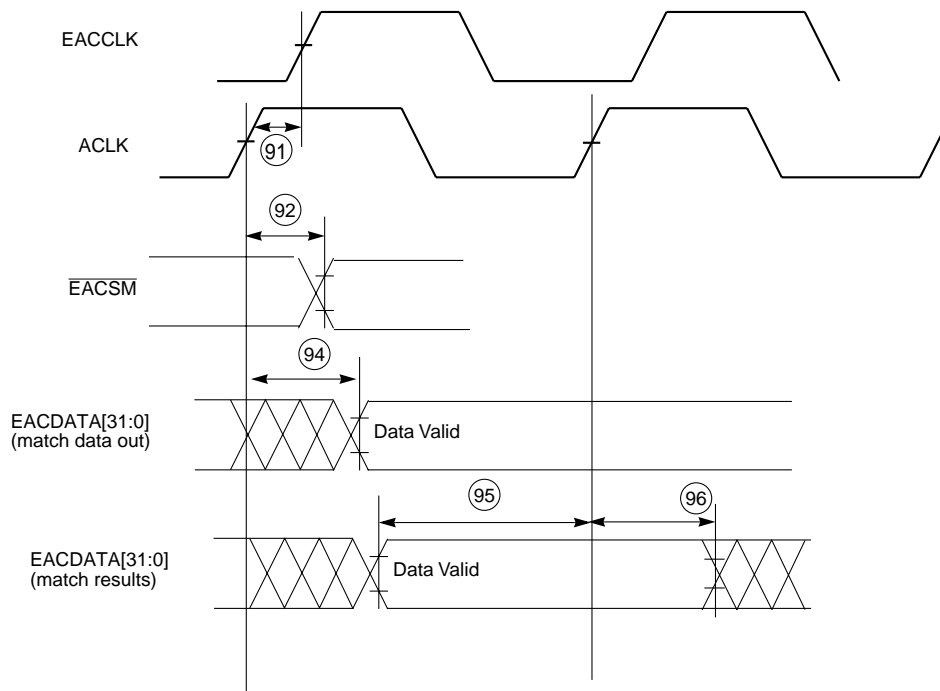 EACCLK
ACLK
91
92
EACSM
94
EACDATA[31:0]
(match data out)
Data Valid
95
96
EACDATA[31:0]
(match results)
Data Valid